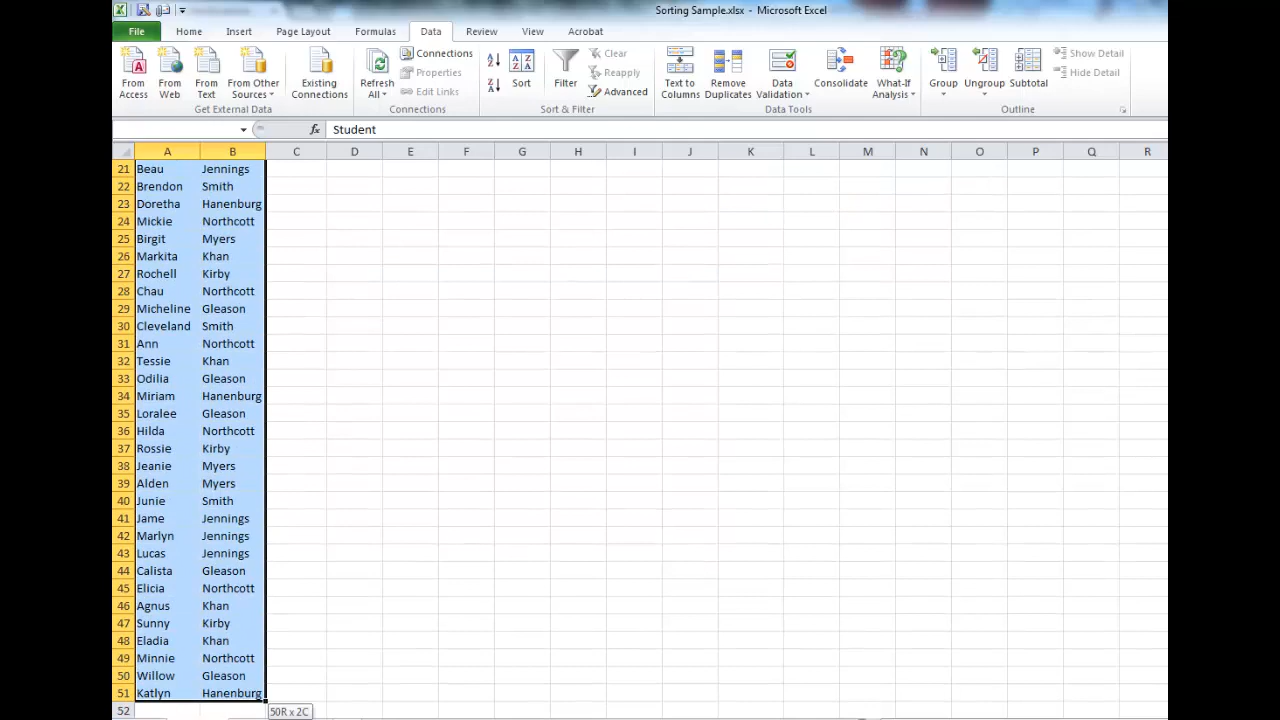 Sorting Sample.xlsx - Microsoft Excel
File Home Insert Page Layout Formulas Data Review View Acrobat
From Access From Web From Text From Other Sources Existing Connections
Get External Data
Refresh All Connections Properties Edit Links
Connections
Sort Filter Clear Reapply Advanced
Sort & Filter
Text to Columns Remove Duplicates Data Validation Consolidate What-If Analysis
Data Tools
Group Ungroup Subtotal Show Detail Hide Detail
Outline
fx Student
A B C D E F G H I J K L M N O P Q R
21 Beau Jennings
22 Brendon Smith
23 Doretha Hanenburg
24 Mickie Northcott
25 Birgit Myers
26 Markita Khan
27 Rochell Kirby
28 Chau Northcott
29 Micheline Gleason
30 Cleveland Smith
31 Ann Northcott
32 Tessie Khan
33 Odilia Gleason
34 Miriam Hanenburg
35 Loralee Gleason
36 Hilda Northcott
37 Rossie Kirby
38 Jeanie Myers
39 Alden Myers
40 Junie Smith
41 Jame Jennings
42 Marlyn Jennings
43 Lucas Jennings
44 Calista Gleason
45 Elicia Northcott
46 Agnus Khan
47 Sunny Kirby
48 Eladia Khan
49 Minnie Northcott
50 Willow Gleason
51 Katlyn Hanenburg
52
50R x 2C